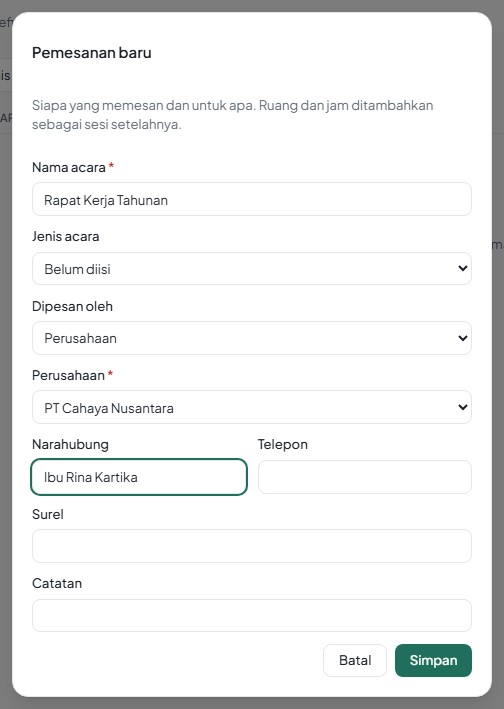 Pemesanan baru
Siapa yang memesan dan untuk apa. Ruang dan jam ditambahkan
sebagai sesi setelahnya.
Nama acara *
Rapat Kerja Tahunan
Jenis acara
Belum diisi
Dipesan oleh
Perusahaan
Perusahaan *
PT Cahaya Nusantara
Narahubung
Telepon
Ibu Rina Kartika
Surel
Catatan
Batal
Simpan